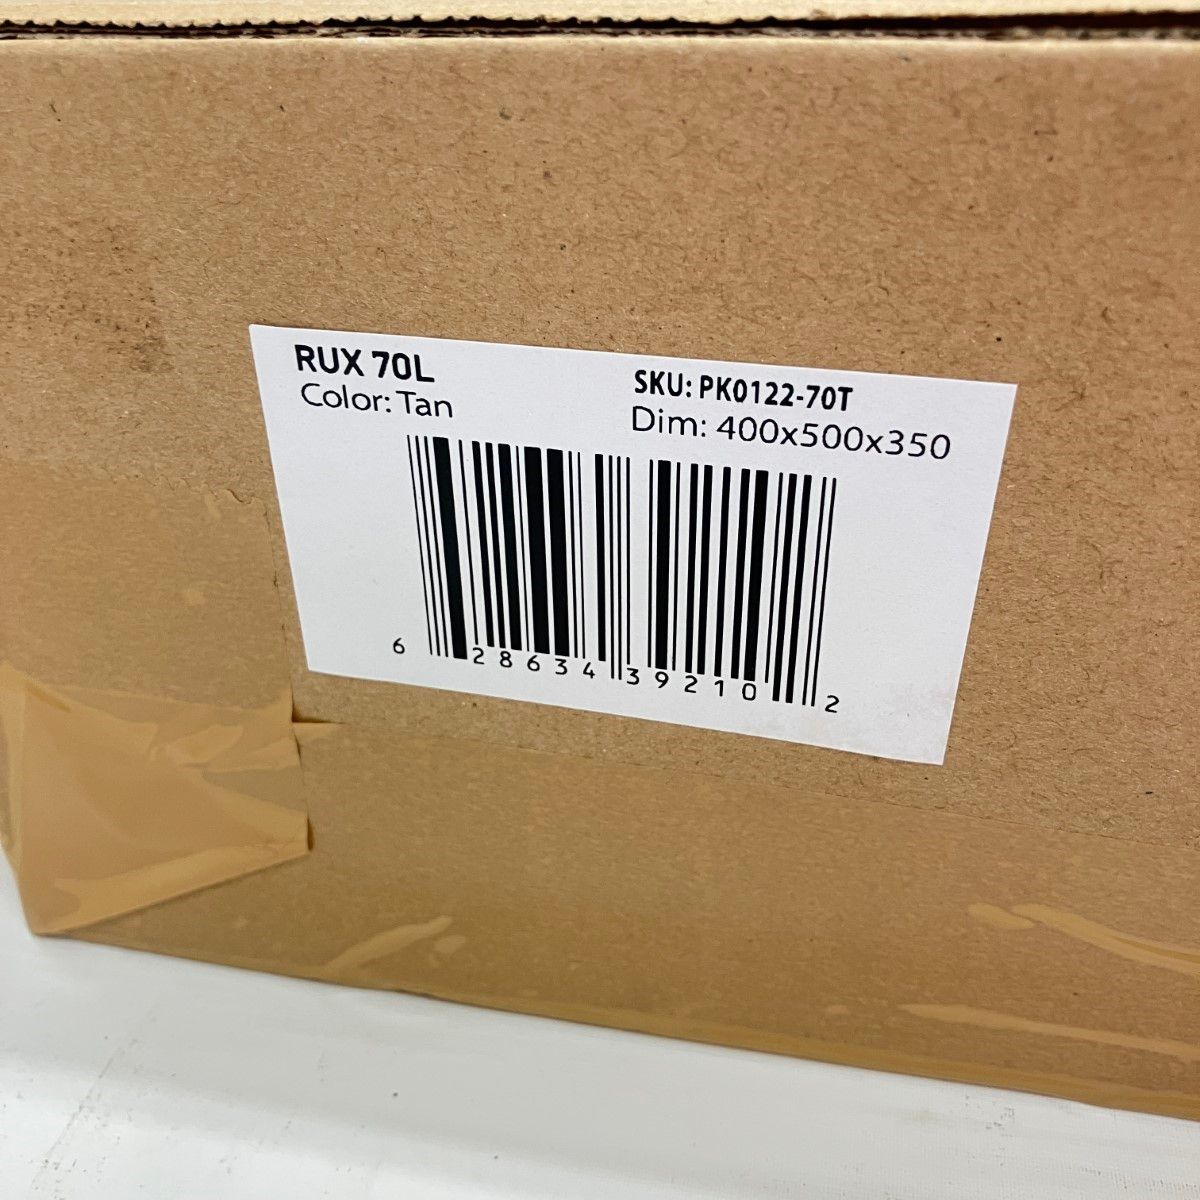 RUX 70L
Color: Tan
SKU: PK0122-70T
Dim: 400x500x350
6 28634 39210 2